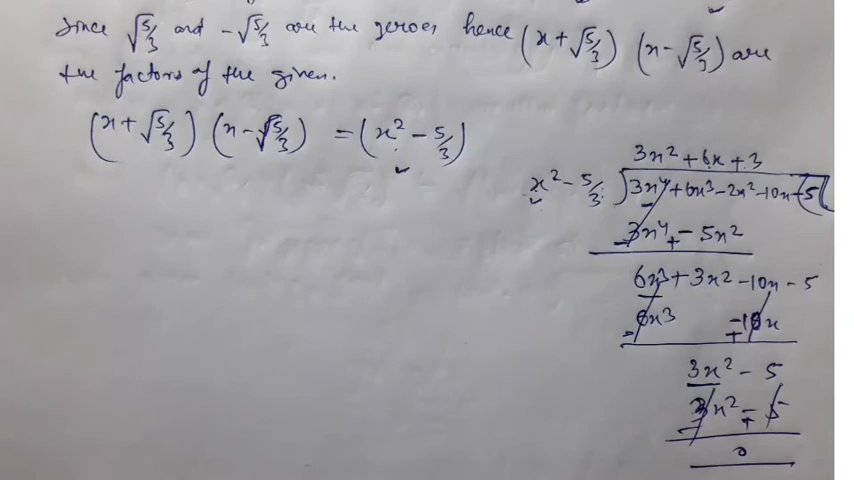 Since √5/3 and -√5/3 are the zeroes hence (x + √5/3) (x - √5/3) are
the factors of the given.
(x + √5/3) (x - √5/3) = (x² - 5/3)
3x² + 6x + 3
x² - 5/3 ) 3x⁴ + 6x³ - 2x² - 10x - 5 (
3x⁴ - 5x²
- +
6x³ + 3x² - 10x - 5
6x³ - 10x
- +
3x² - 5
3x² - 5
- +
0